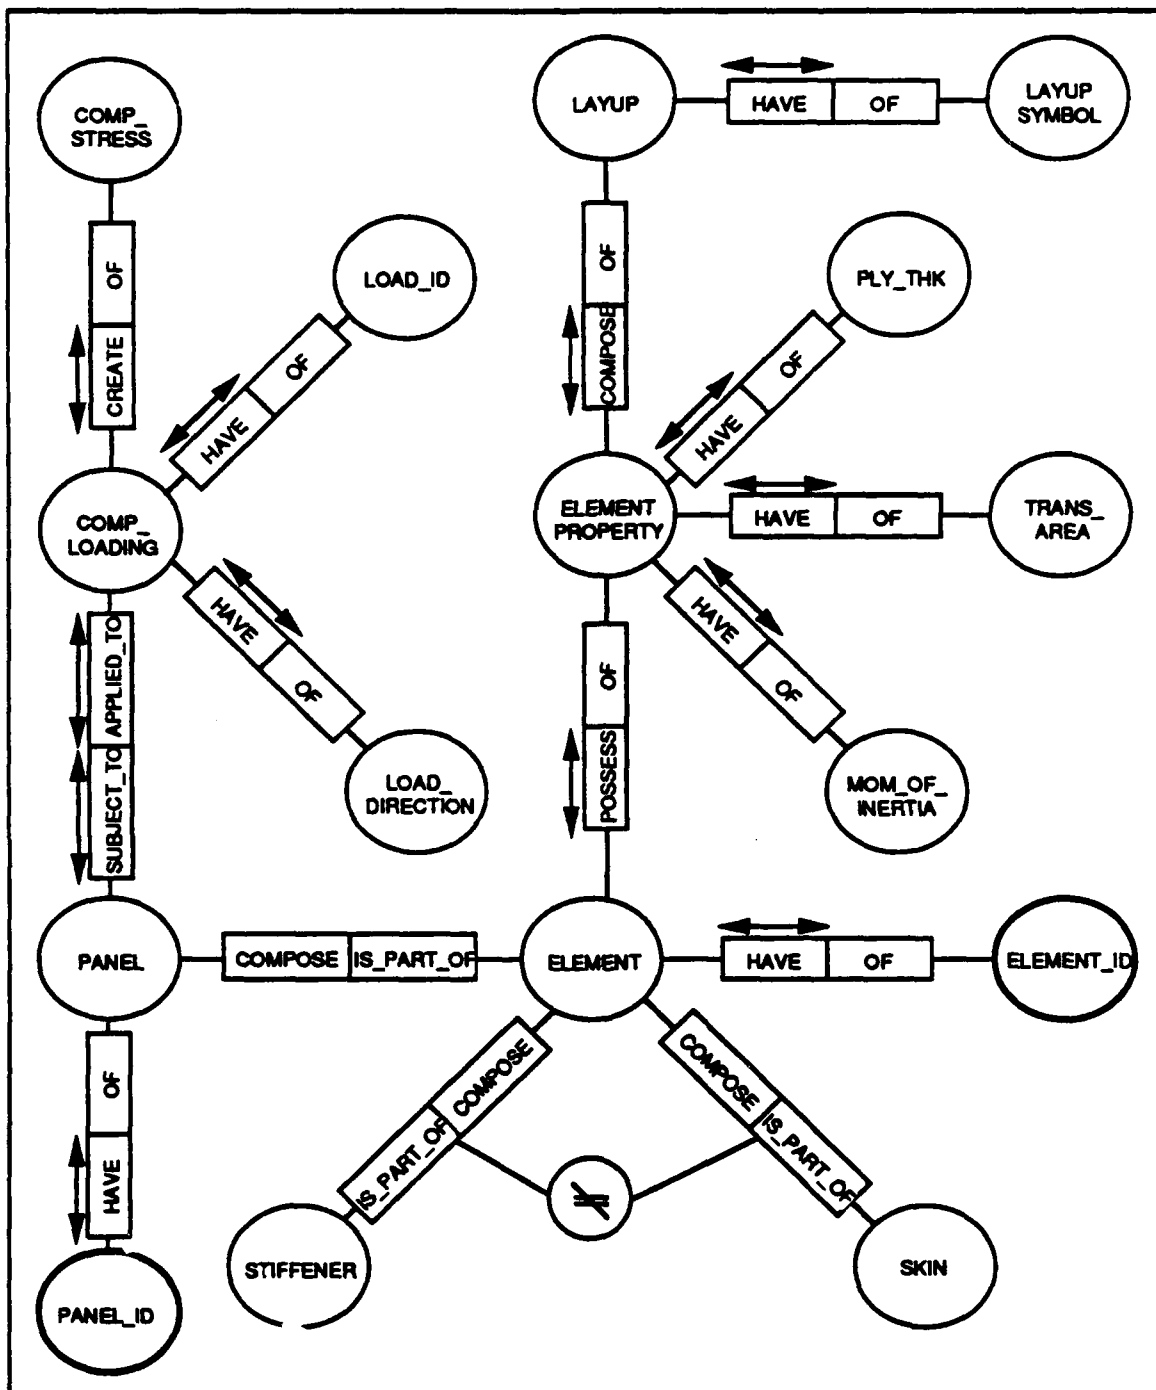 COMP_
STRESS
LAYUP
HAVE
OF
LAYUP
SYMBOL
OF
CREATE
LOAD_ID
HAVE
OF
OF
COMPOSE
PLY_THK
HAVE
OF
COMP_
LOADING
ELEMENT
PROPERTY
HAVE
OF
TRANS_
AREA
HAVE
OF
LOAD_
DIRECTION
HAVE
OF
MOM_OF_
INERTIA
APPLIED_TO
SUBJECT_TO
OF
POSSESS
PANEL
COMPOSE
IS_PART_OF
ELEMENT
HAVE
OF
ELEMENT_ID
OF
HAVE
COMPOSE
IS_PART_OF
COMPOSE
IS_PART_OF
≠
STIFFENER
SKIN
PANEL_ID